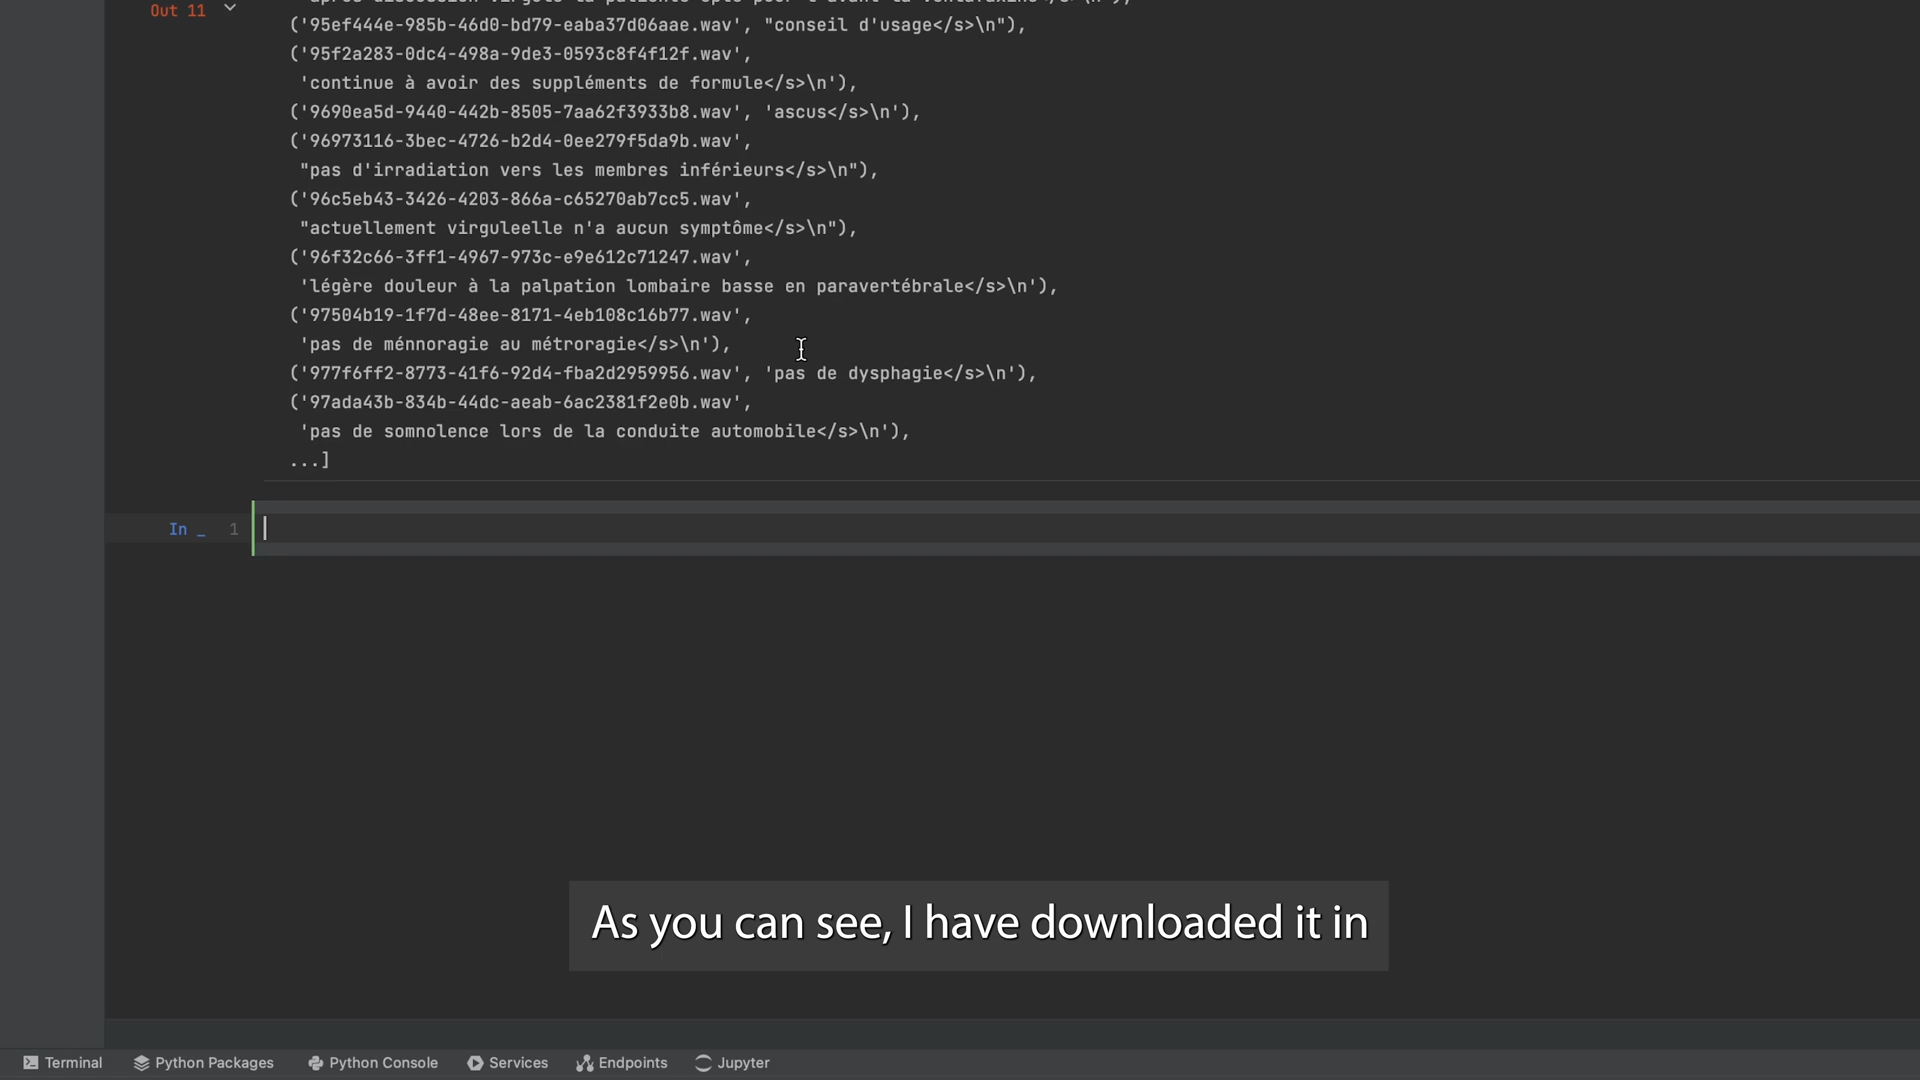 Out 11
('95ef444e-985b-46d0-bd79-eaba37d06aae.wav', "conseil d'usage</s>\n"),
('95f2a283-0dc4-498a-9de3-0593c8f4f12f.wav',
'continue à avoir des suppléments de formule</s>\n'),
('9690ea5d-9440-442b-8505-7aa62f3933b8.wav', 'ascus</s>\n'),
('96973116-3bec-4726-b2d4-0ee279f5da9b.wav',
"pas d'irradiation vers les membres inférieurs</s>\n"),
('96c5eb43-3426-4203-866a-c65270ab7cc5.wav',
"actuellement virguleelle n'a aucun symptôme</s>\n"),
('96f32c66-3ff1-4967-973c-e9e612c71247.wav',
'légère douleur à la palpation lombaire basse en paravertébrale</s>\n'),
('97504b19-1f7d-48ee-8171-4eb108c16b77.wav',
'pas de ménnoragie au métroragie</s>\n'),
('977f6ff2-8773-41f6-92d4-fba2d2959956.wav', 'pas de dysphagie</s>\n'),
('97ada43b-834b-44dc-aeab-6ac2381f2e0b.wav',
'pas de somnolence lors de la conduite automobile</s>\n'),
...]
In _ 1
As you can see, I have downloaded it in
Terminal Python Packages Python Console Services Endpoints Jupyter